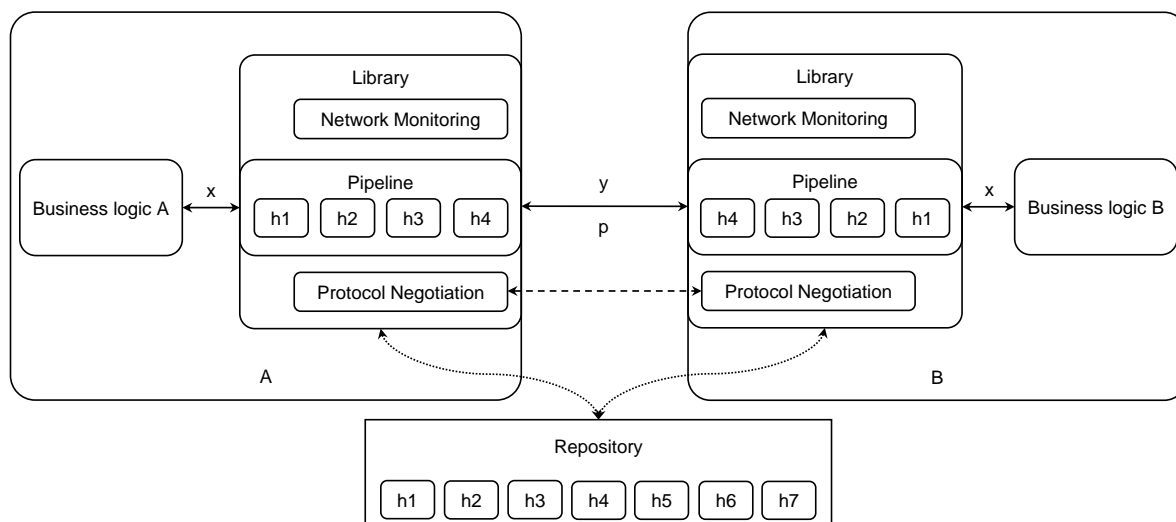 Library
Network Monitoring
Business logic A
x
Pipeline
h1 h2 h3 h4
Protocol Negotiation
A
y
p
Library
Network Monitoring
Pipeline
h4 h3 h2 h1
x
Business logic B
Protocol Negotiation
B
Repository
h1 h2 h3 h4 h5 h6 h7